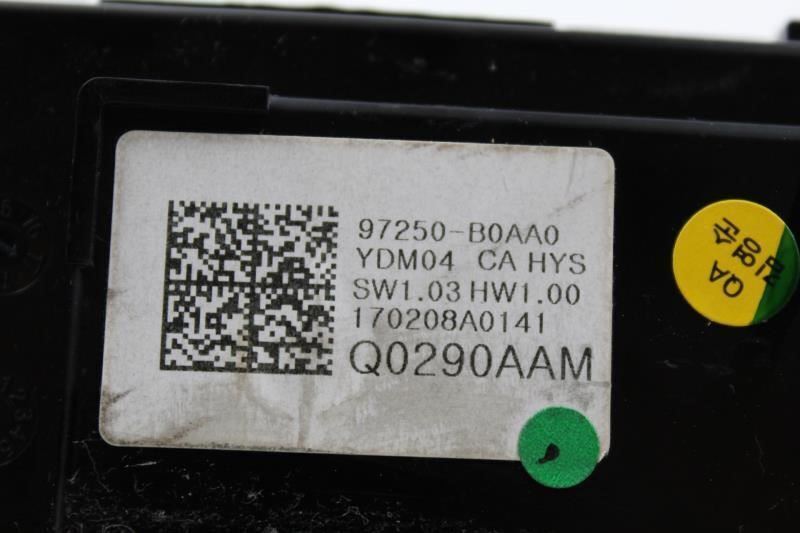 97250-B0AA0
YDM04 CA HYS
SW1.03 HW1.00
170208A0141
Q0290AAM
QA